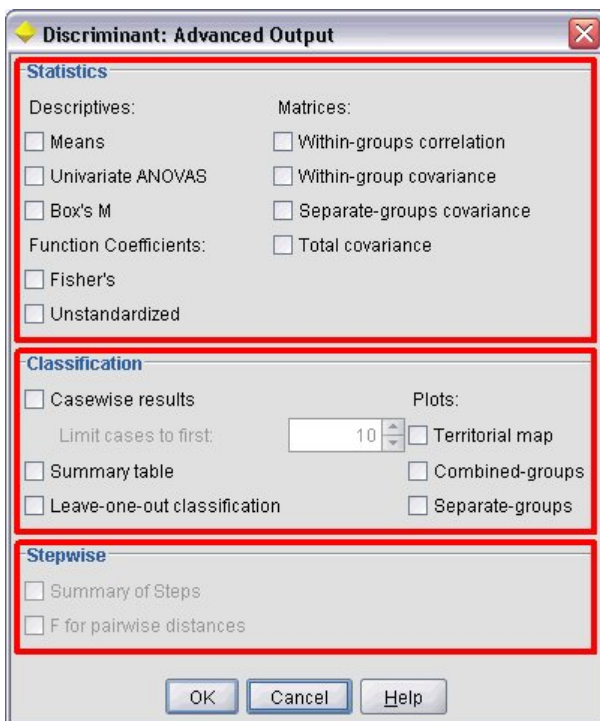 Discriminant: Advanced Output
Statistics
Descriptives:
Means
Univariate ANOVAS
Box's M
Function Coefficients:
Fisher's
Unstandardized
Matrices:
Within-groups correlation
Within-group covariance
Separate-groups covariance
Total covariance
Classification
Casewise results
Limit cases to first: 10
Summary table
Leave-one-out classification
Plots:
Territorial map
Combined-groups
Separate-groups
Stepwise
Summary of Steps
F for pairwise distances
OK Cancel Help